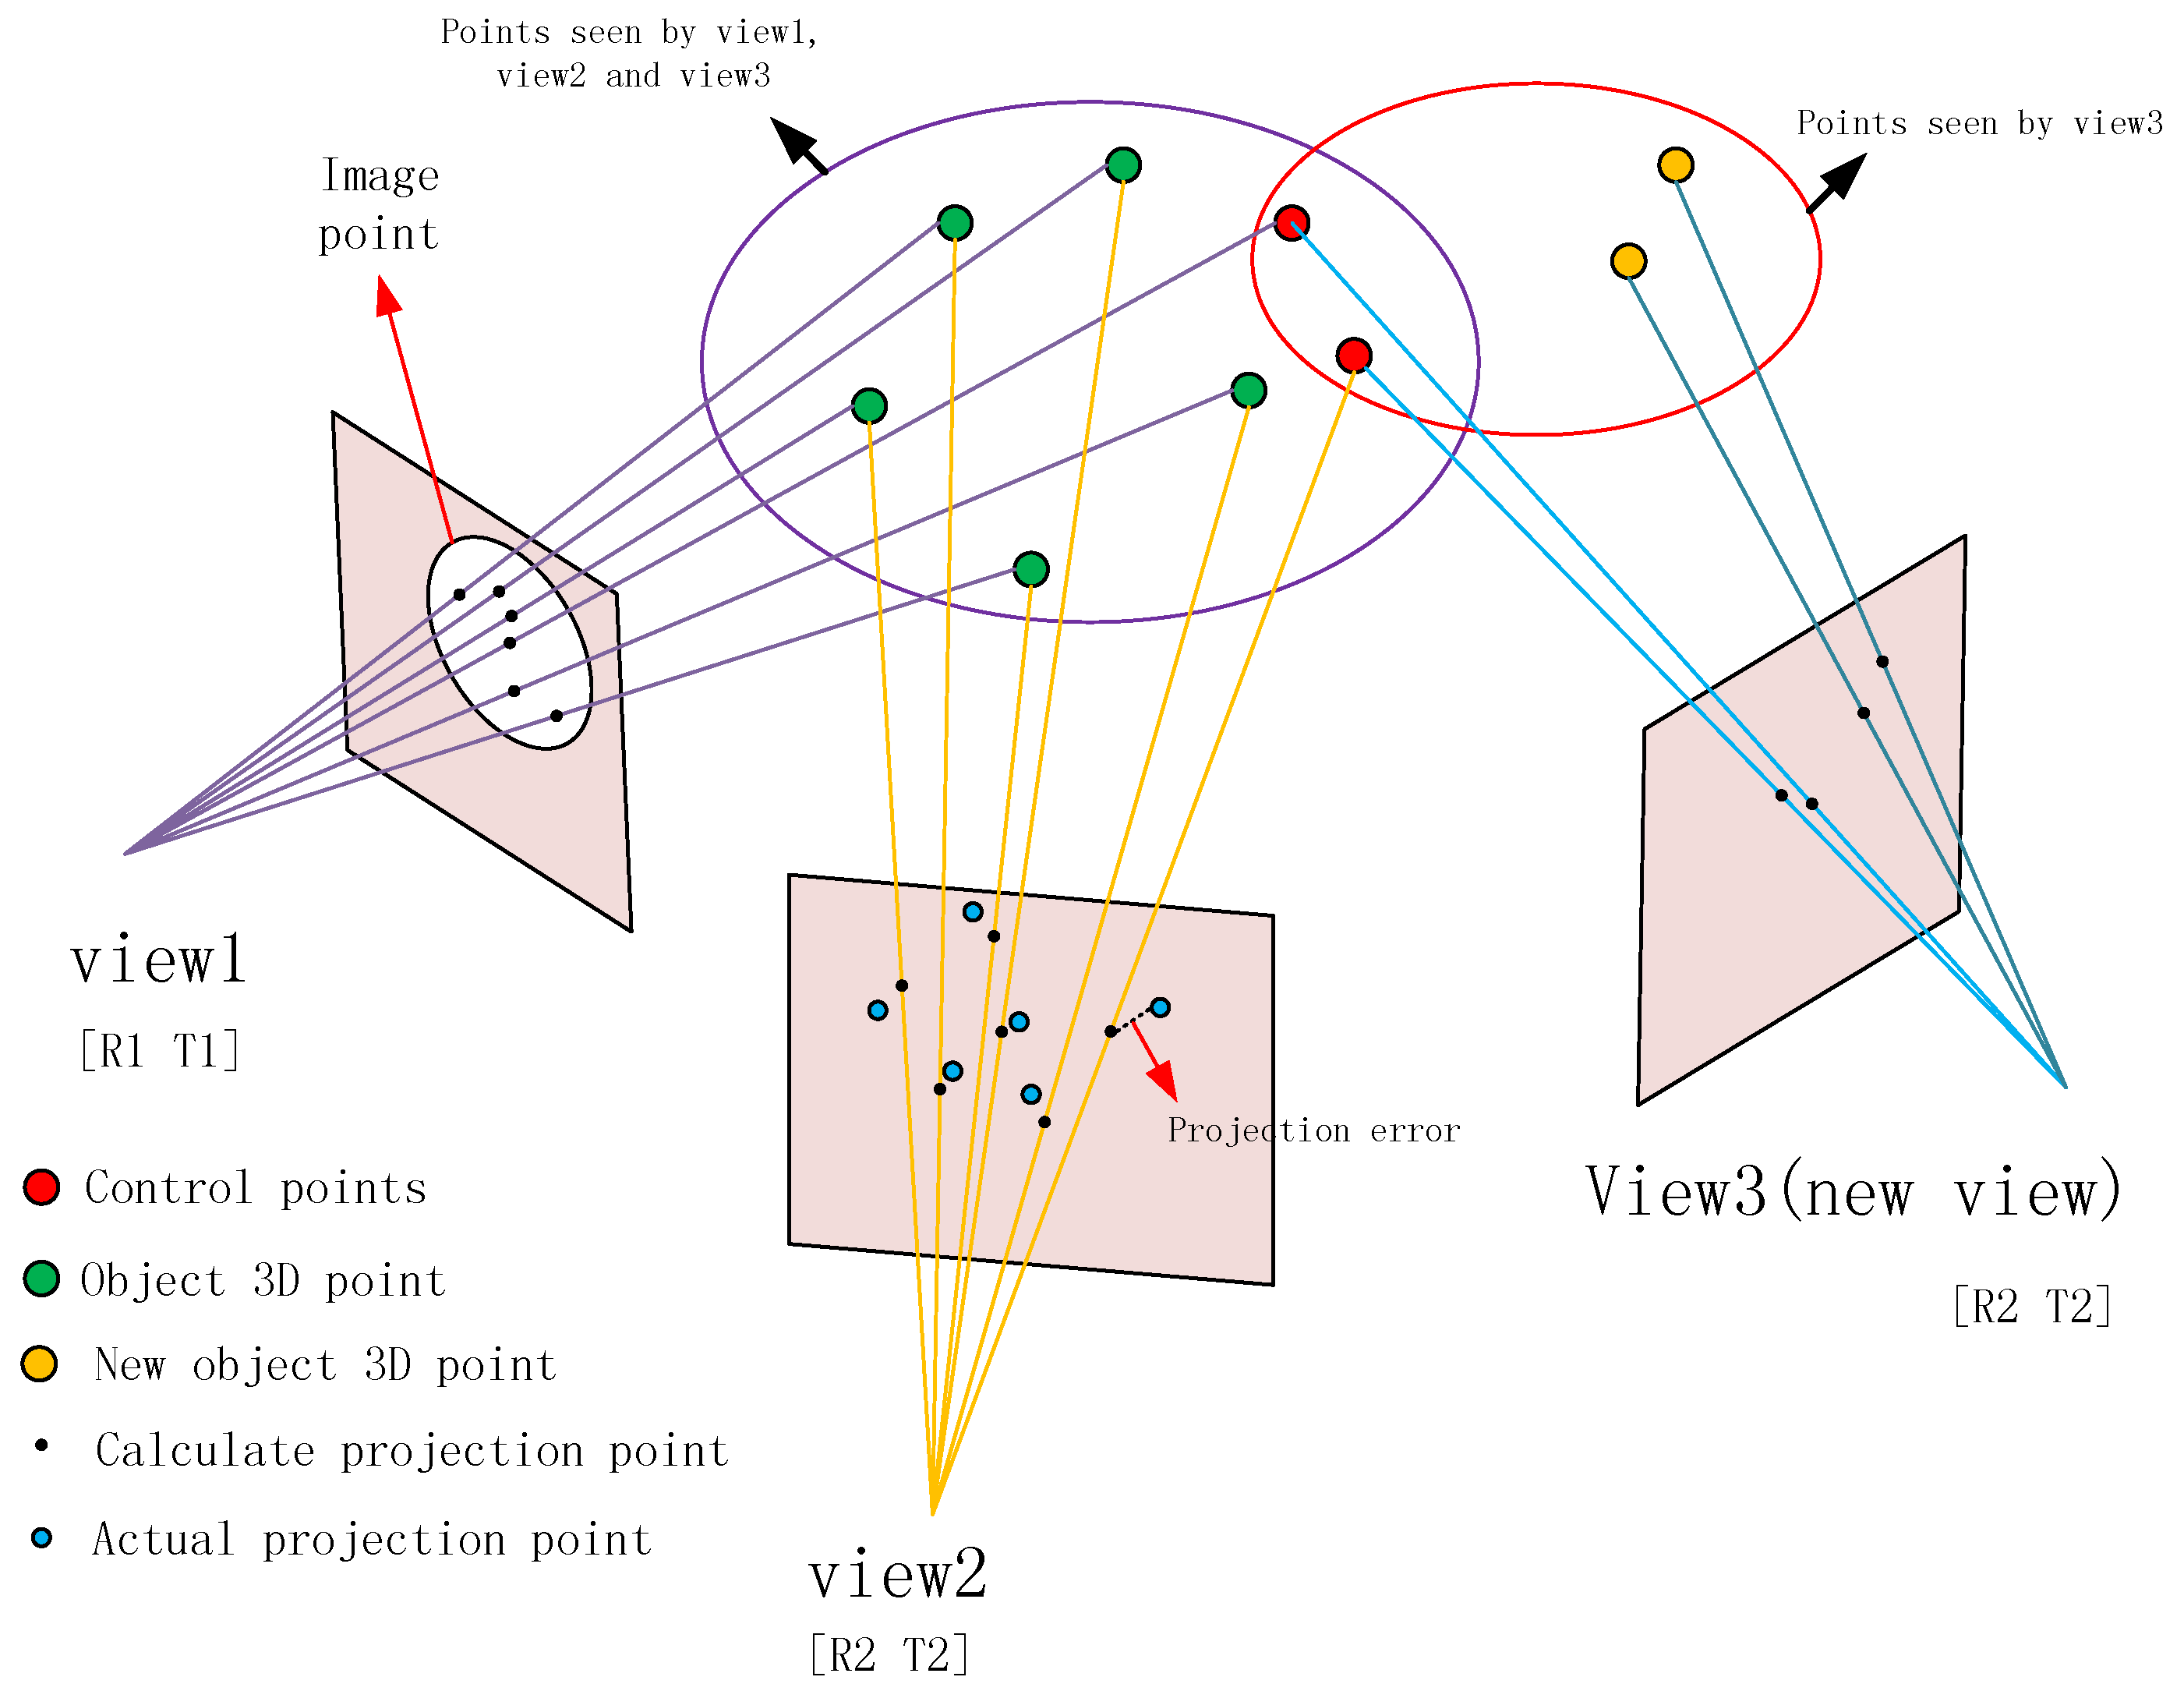 Points seen by view1,
view2 and view3
Points seen by view3
Image
point
view1
[R1 T1]
Projection error
View3(new view)
[R2 T2]
Control points
Object 3D point
New object 3D point
Calculate projection point
Actual projection point
view2
[R2 T2]